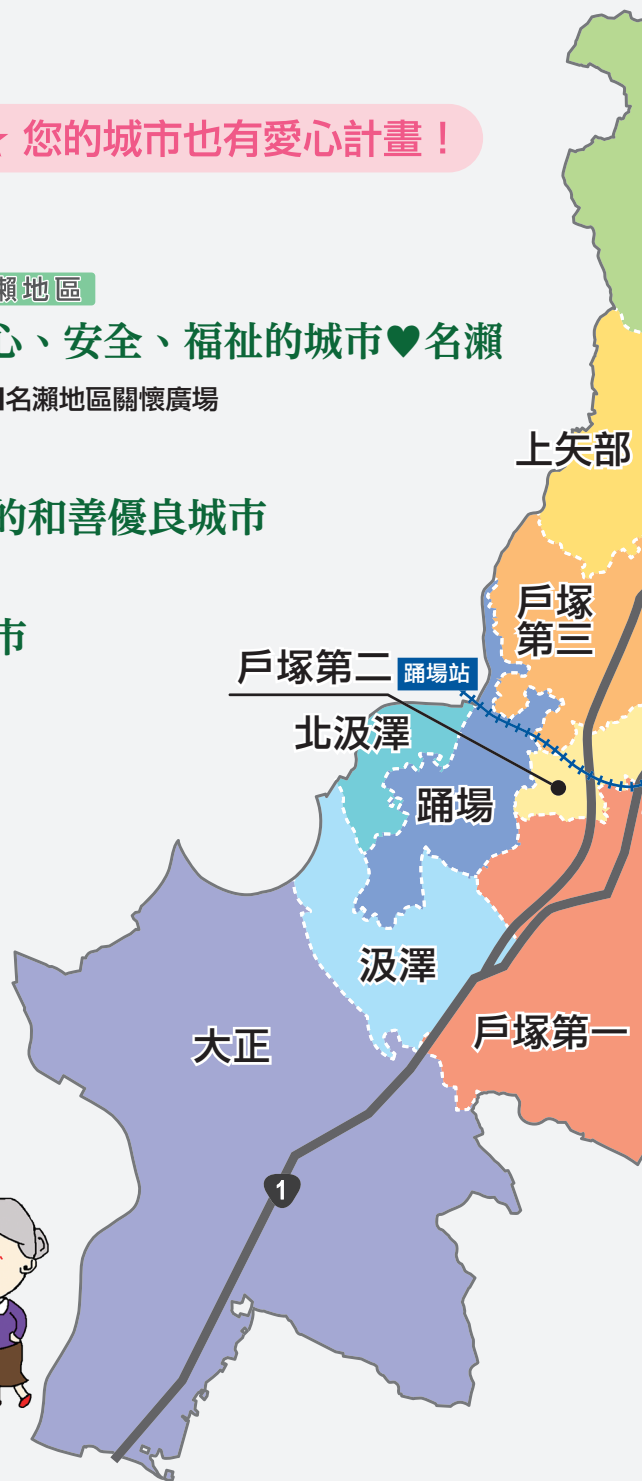 您的城市也有愛心計畫！
瀨地區
心、安全、福祉的城市♥名瀨
名瀨地區關懷廣場
的和善優良城市
市
上矢部
戶塚
第三
戶塚第二
踊場站
北汲澤
踊場
汲澤
大正
戶塚第一
1